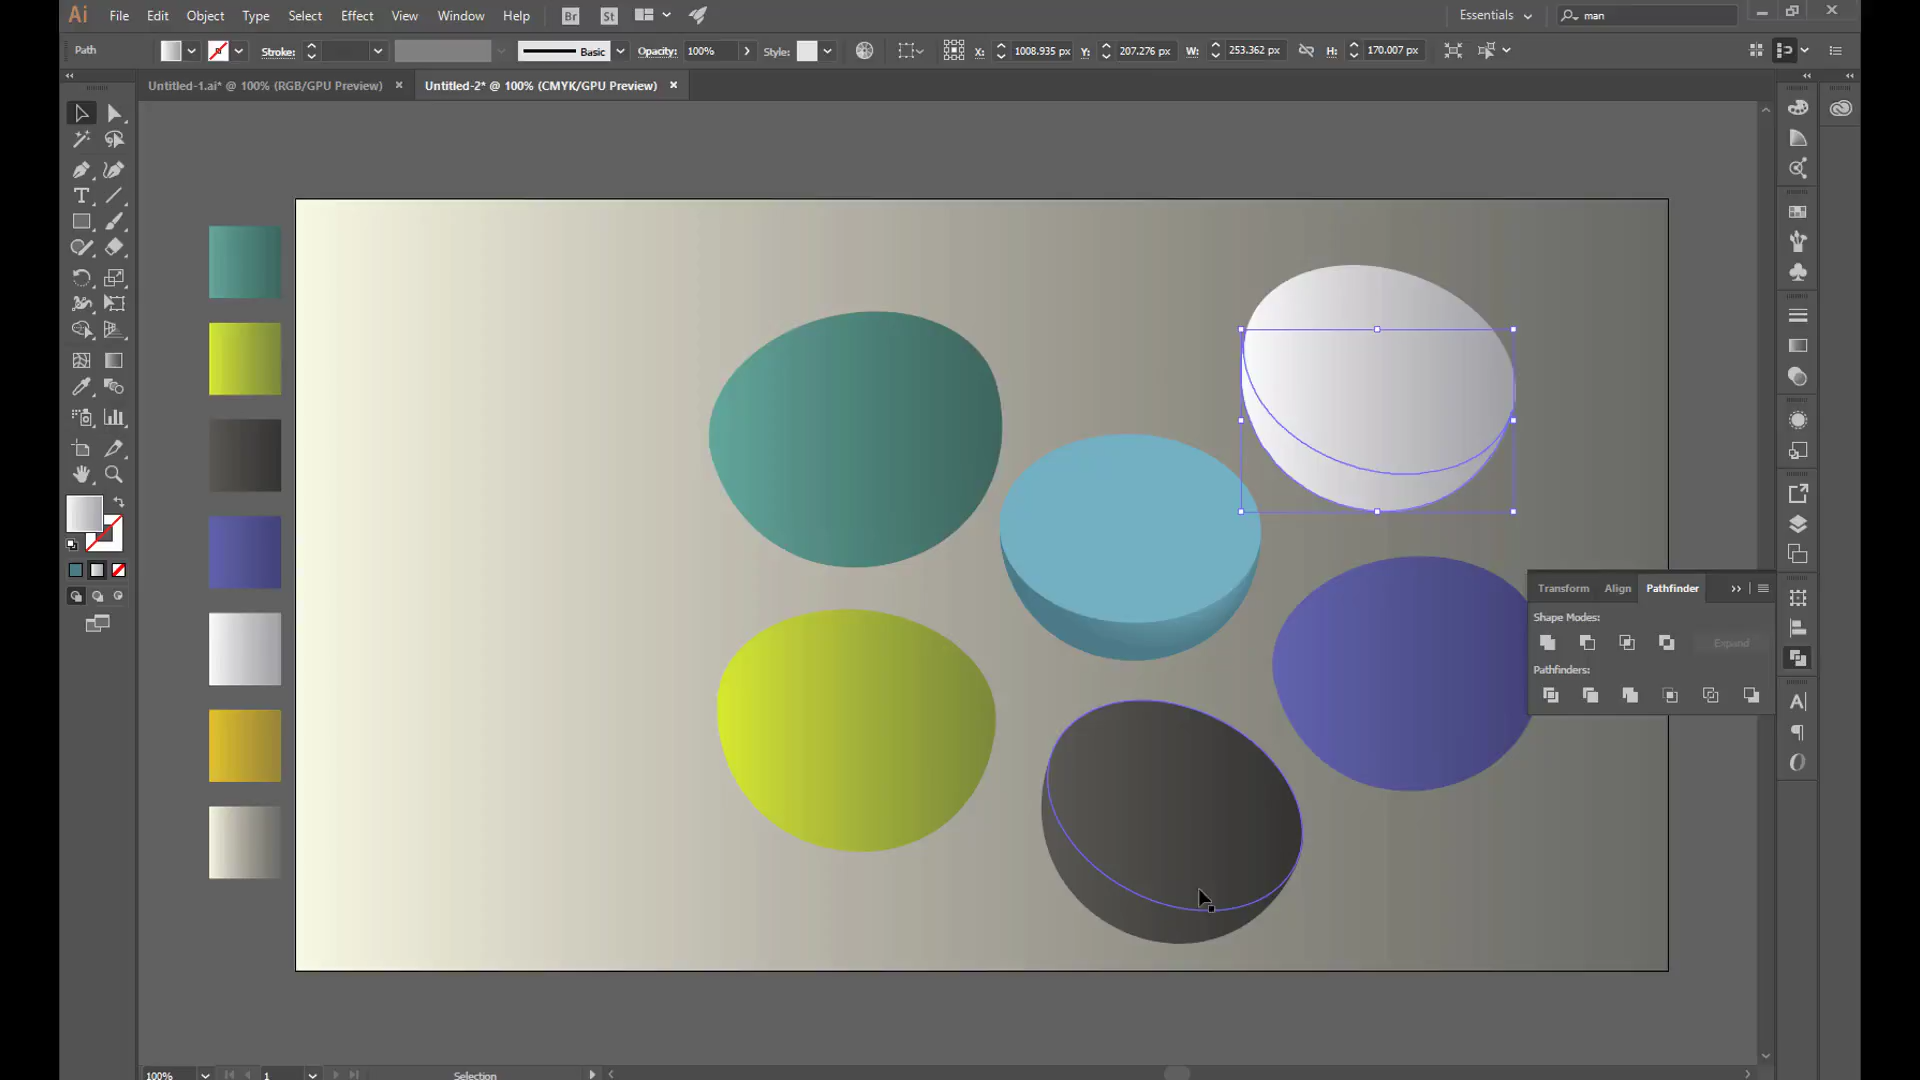 Ai File Edit Object Type Select Effect View Window Help Br St Essentials man
Path Stroke: Basic Opacity: 100% Style: X: 1008.935 px Y: 207.276 px W: 253.362 px H: 170.007 px
Untitled-1.ai* @ 100% (RGB/GPU Preview) Untitled-2* @ 100% (CMYK/GPU Preview)
Transform Align Pathfinder
Shape Modes:
Expand
Pathfinders:
100% 1 Selection